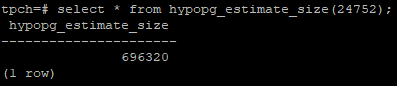 tpch=# select * from hypopg_estimate_size(24752);
 hypopg_estimate_size
----------------------
               696320
(1 row)